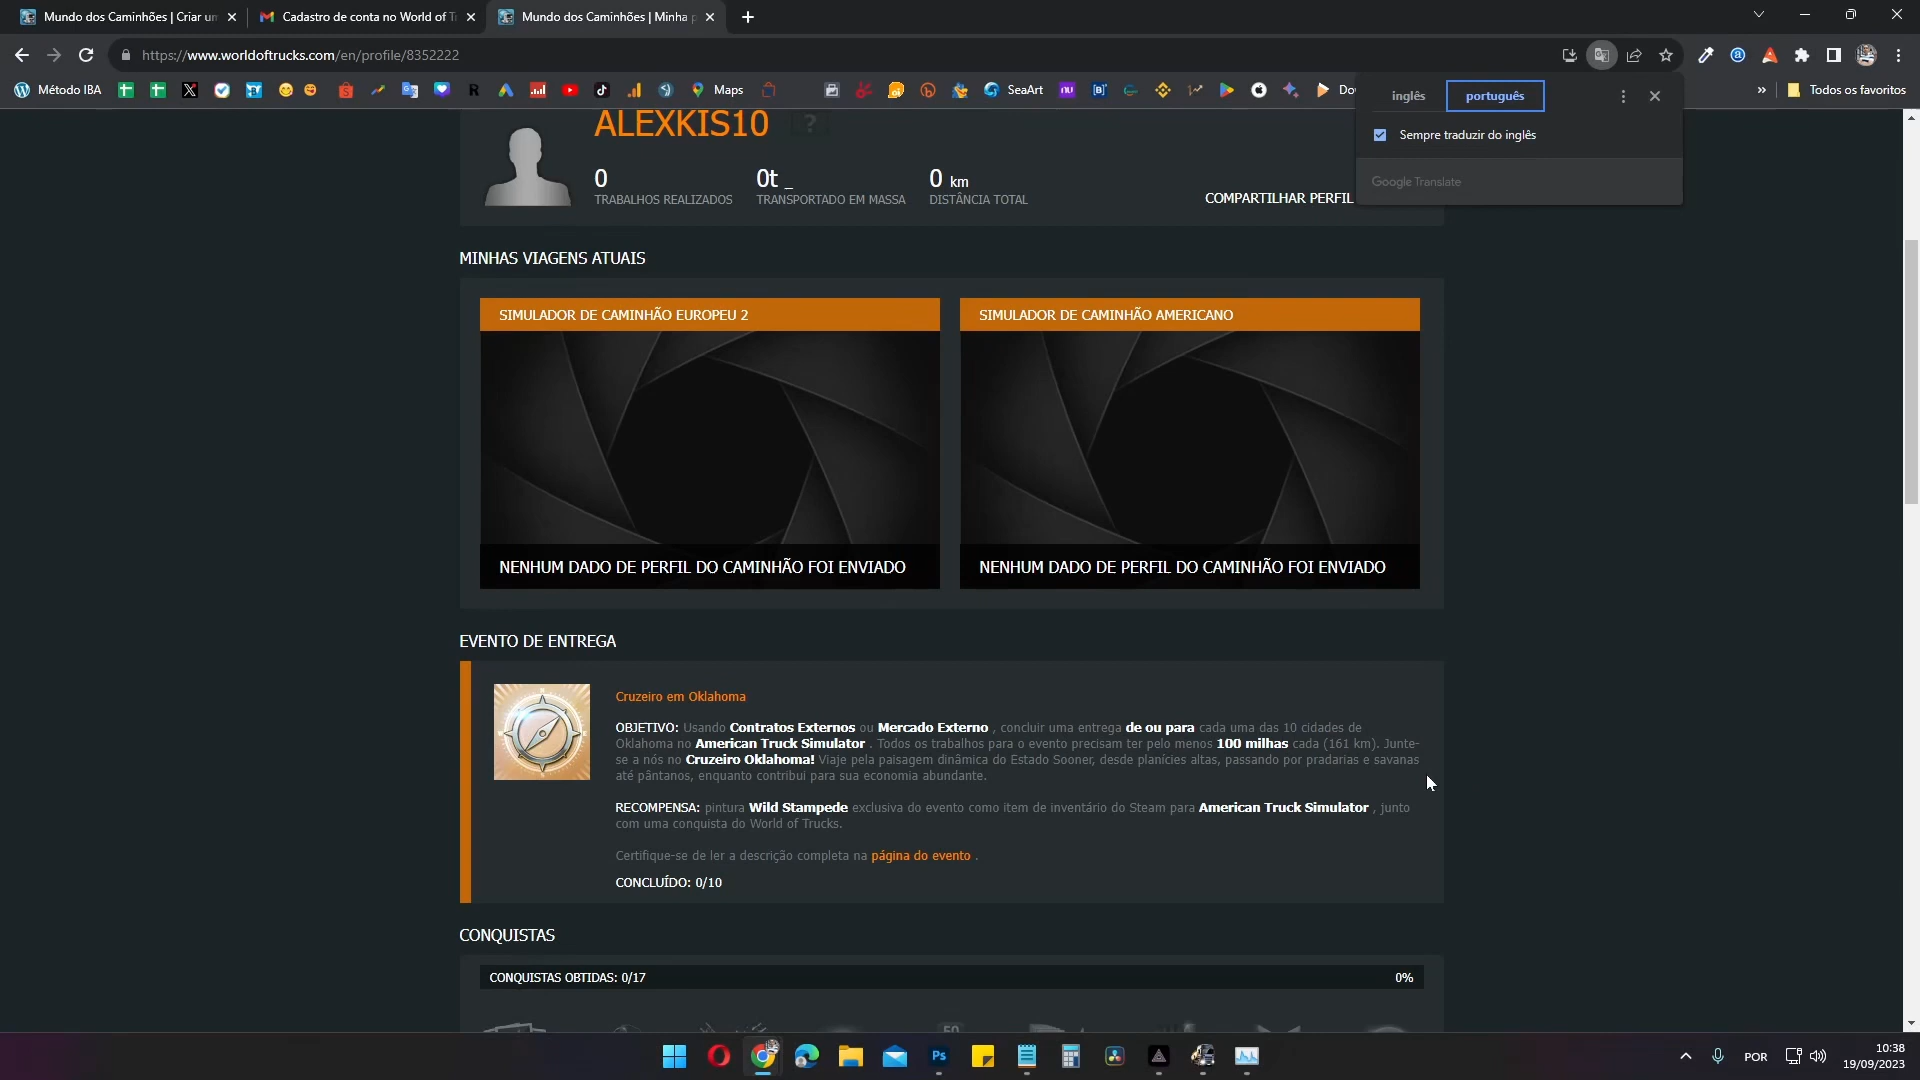 Mundo dos Caminhões | Criar un
Cadastro de conta no World of T
Mundo dos Caminhões | Minha p
https://www.worldoftrucks.com/en/profile/8352222
Método IBA
Maps
SeaArt
Do
»
Todos os favoritos
inglês
português
Sempre traduzir do inglês
Google Translate
ALEXKIS10
?
0
0t _
0 km
TRABALHOS REALIZADOS
TRANSPORTADO EM MASSA
DISTÂNCIA TOTAL
COMPARTILHAR PERFIL
MINHAS VIAGENS ATUAIS
SIMULADOR DE CAMINHÃO EUROPEU 2
SIMULADOR DE CAMINHÃO AMERICANO
NENHUM DADO DE PERFIL DO CAMINHÃO FOI ENVIADO
NENHUM DADO DE PERFIL DO CAMINHÃO FOI ENVIADO
EVENTO DE ENTREGA
Cruzeiro em Oklahoma
OBJETIVO: Usando Contratos Externos ou Mercado Externo , concluir uma entrega de ou para cada uma das 10 cidades de
Oklahoma no American Truck Simulator . Todos os trabalhos para o evento precisam ter pelo menos 100 milhas cada (161 km). Junte-
se a nós no Cruzeiro Oklahoma! Viaje pela paisagem dinâmica do Estado Sooner, desde planícies altas, passando por pradarias e savanas
até pântanos, enquanto contribui para sua economia abundante.
RECOMPENSA: pintura Wild Stampede exclusiva do evento como item de inventário do Steam para American Truck Simulator , junto
com uma conquista do World of Trucks.
Certifique-se de ler a descrição completa na página do evento .
CONCLUÍDO: 0/10
CONQUISTAS
CONQUISTAS OBTIDAS: 0/17
0%
50
Ps
POR
10:38
19/09/2023